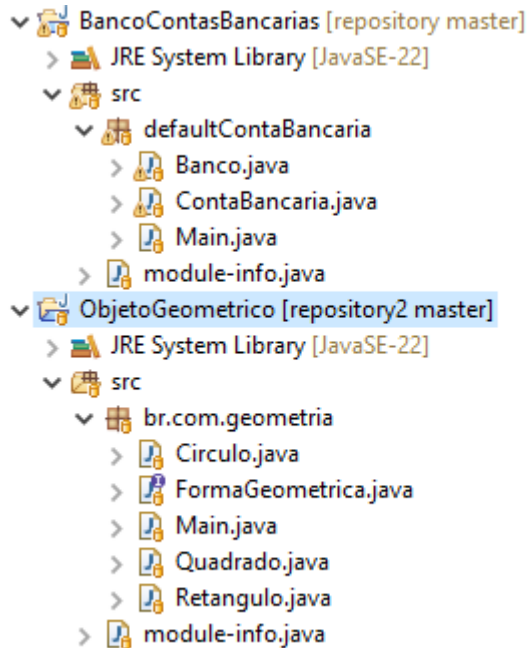 BancoContasBancarias [repository master]
JRE System Library [JavaSE-22]
src
defaultContaBancaria
Banco.java
ContaBancaria.java
Main.java
module-info.java
ObjetoGeometrico [repository2 master]
JRE System Library [JavaSE-22]
src
br.com.geometria
Circulo.java
FormaGeometrica.java
Main.java
Quadrado.java
Retangulo.java
module-info.java